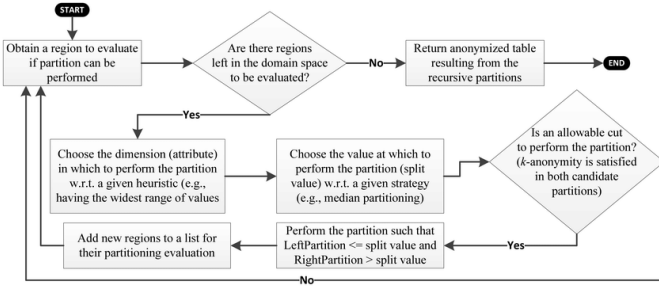 START
Obtain a region to evaluate
if partition can be
performed
Are there regions
left in the domain space
to be evaluated?
No
Return anonymized table
resulting from the
recursive partitions
END
Yes
Choose the dimension (attribute)
in which to perform the partition
w.r.t. a given heuristic (e.g.,
having the widest range of values
Choose the value at which to
perform the partition (split
value) w.r.t. a given strategy
(e.g., median partitioning)
Is an allowable cut
to perform the partition?
(k-anonymity is satisfied
in both candidate
partitions)
Yes
Perform the partition such that
LeftPartition <= split value and
RightPartition > split value
Add new regions to a list for
their partitioning evaluation
No